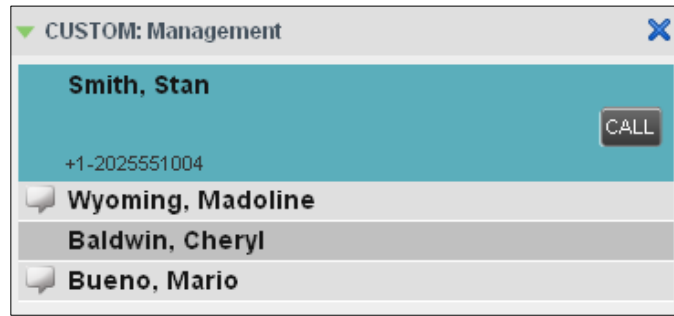 CUSTOM: Management
Smith, Stan
CALL
+1-2025551004
Wyoming, Madoline
Baldwin, Cheryl
Bueno, Mario